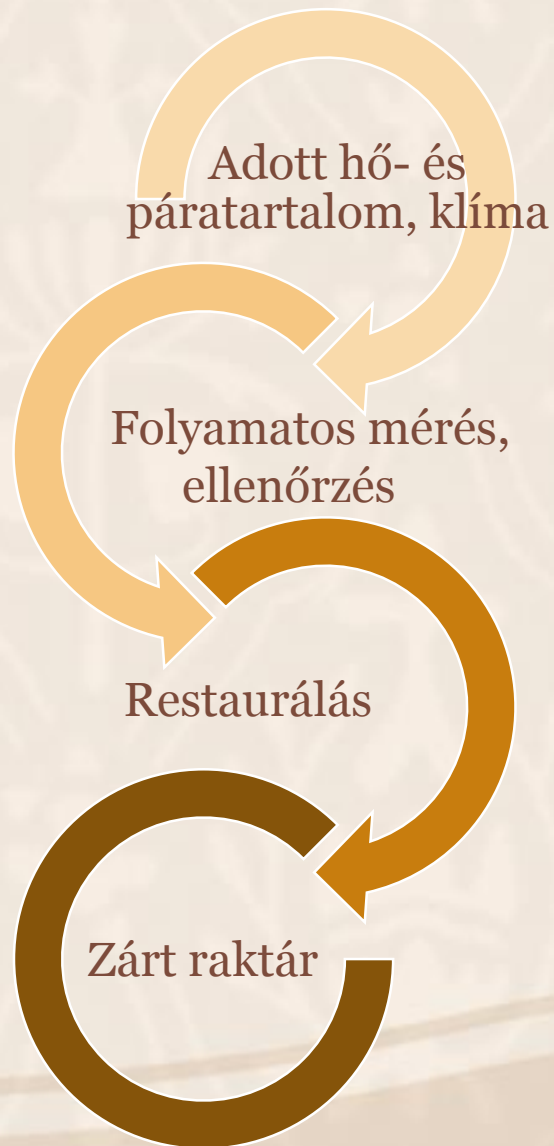 Adott hő- és
páratartalom, klíma
Folyamatos mérés,
ellenőrzés
Restaurálás
Zárt raktár